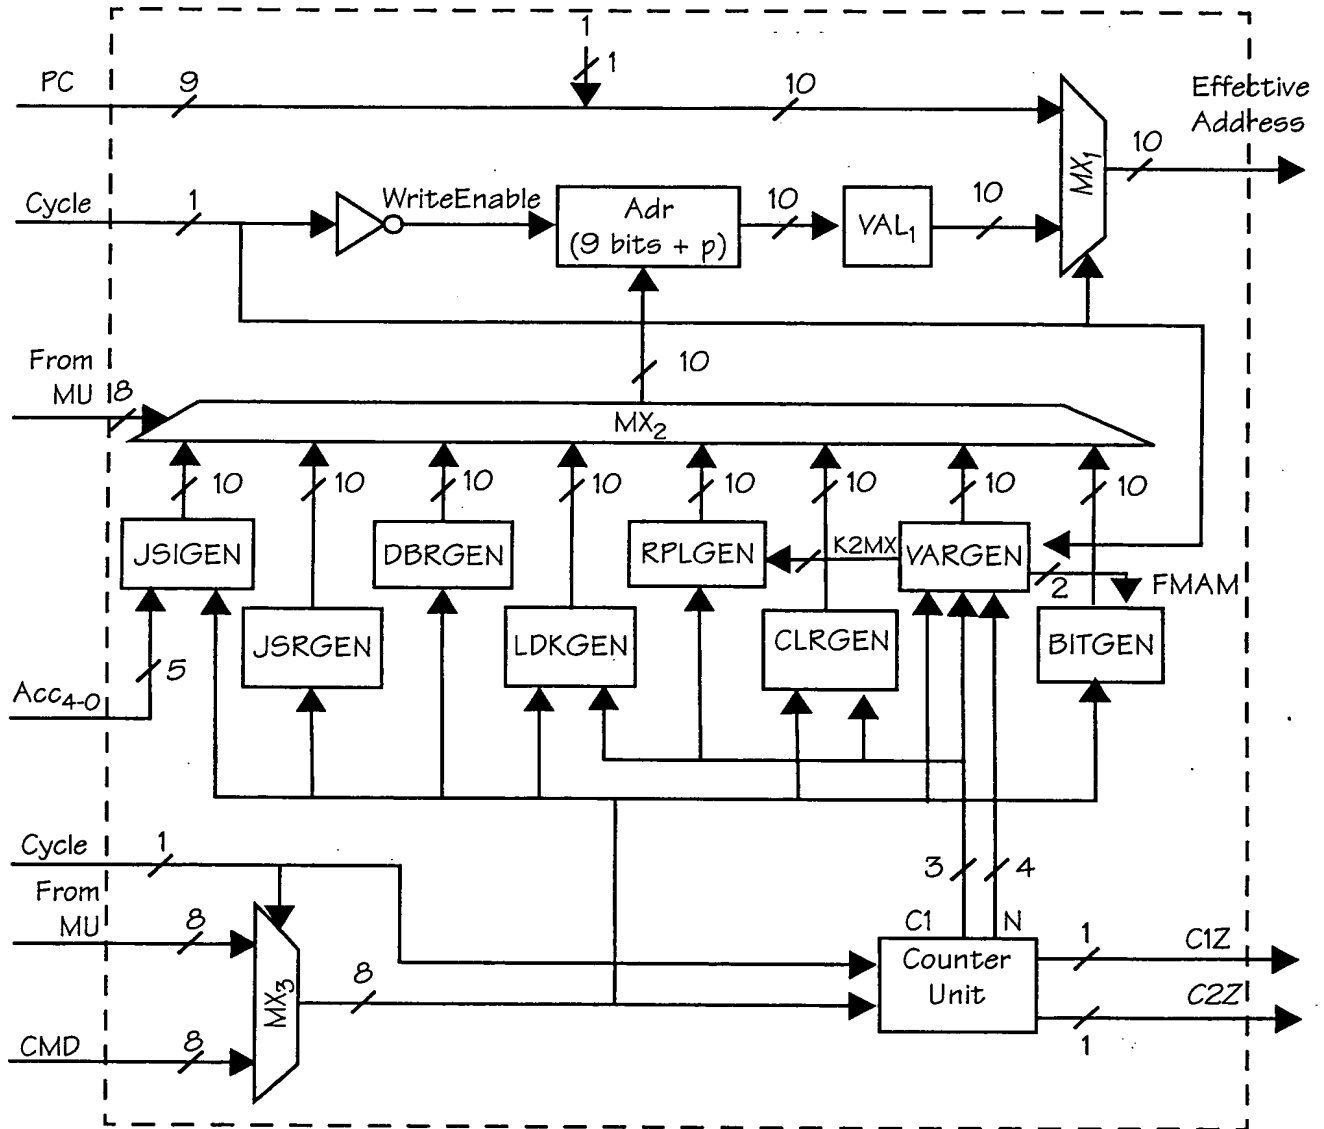 1
PC
9
1
10
Effective
Address
MX1
10
Cycle
1
WriteEnable
Adr
(9 bits + p)
10
VAL1
10
From
MU
8
10
MX2
10
10
10
10
10
10
10
10
JSIGEN
DBRGEN
RPLGEN
K2MX
VARGEN
2
FMAM
JSRGEN
LDKGEN
CLRGEN
BITGEN
5
Acc4-0
Cycle
1
3
4
From
MU
8
C1
N
Counter
Unit
1
C1Z
MX3
8
C2Z
CMD
8
1